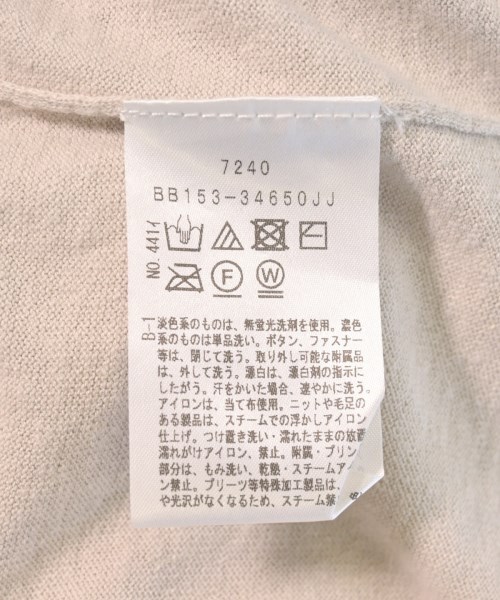 7240
BB153-34650JJ
NO. 441イ
F
W
B-1
淡色系のものは、無蛍光洗剤を使用。濃色
系のものは単品洗い。ボタン、ファスナー
等は、閉じて洗う。取り外し可能な附属品
は、外して洗う。漂白は、漂白剤の指示に
したがう。汗をかいた場合、速やかに洗う。
アイロンは、当て布使用。ニットや毛足の
ある製品は、スチームでの浮かしアイロン
仕上げ。つけ置き洗い・濡れたままの放置
濡れがけアイロン、禁止。附属・プリン
部分は、もみ洗い、乾燥・スチームア
ン禁止。プリーツ等特殊加工製品は、
や光沢がなくなるため、スチーム禁